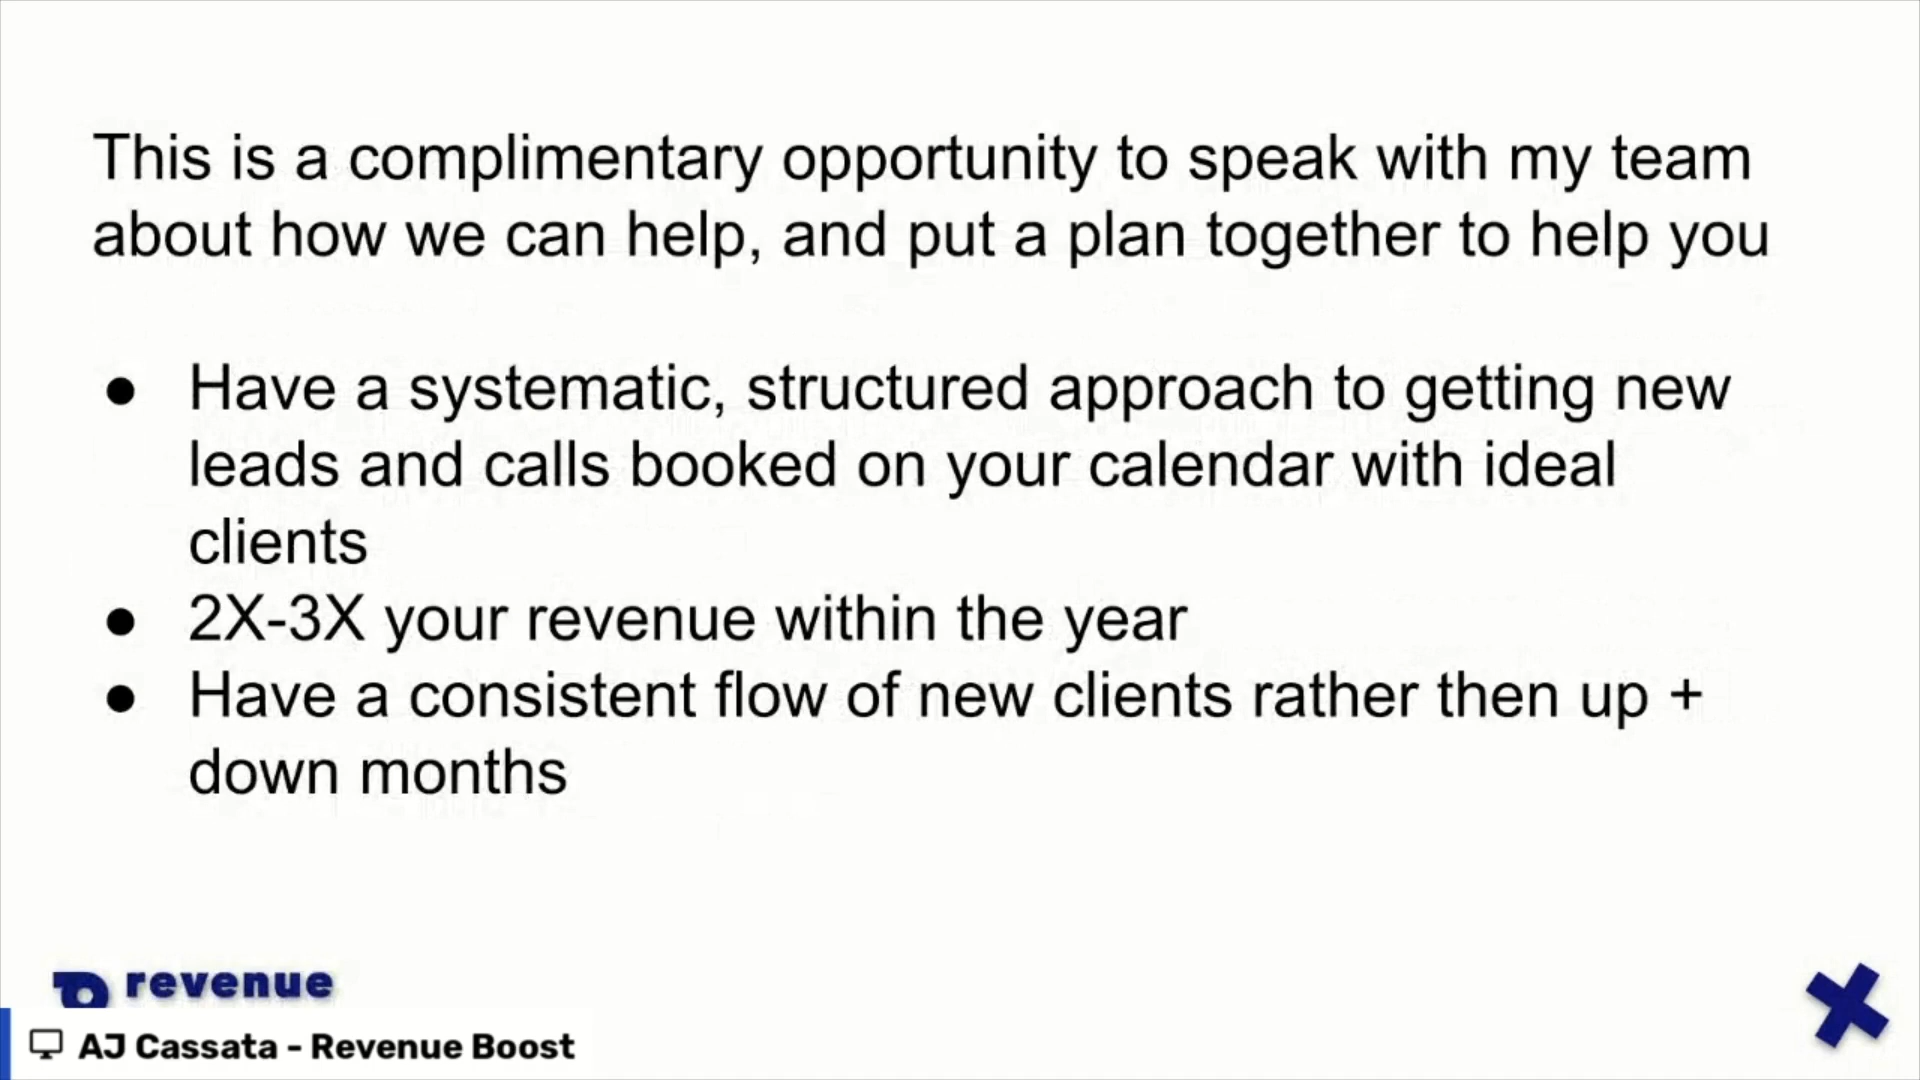 This is a complimentary opportunity to speak with my team
about how we can help, and put a plan together to help you
● Have a systematic, structured approach to getting new
leads and calls booked on your calendar with ideal
clients
● 2X-3X your revenue within the year
● Have a consistent flow of new clients rather then up +
down months
revenue
AJ Cassata - Revenue Boost